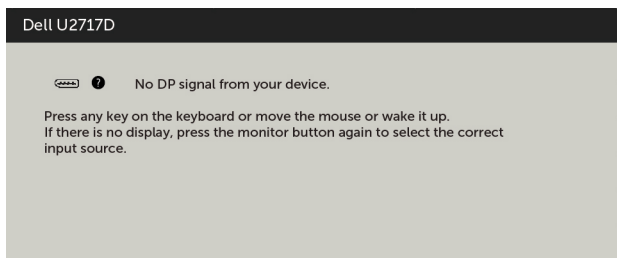 Dell U2717D
? No DP signal from your device.
Press any key on the keyboard or move the mouse or wake it up.
If there is no display, press the monitor button again to select the correct
input source.